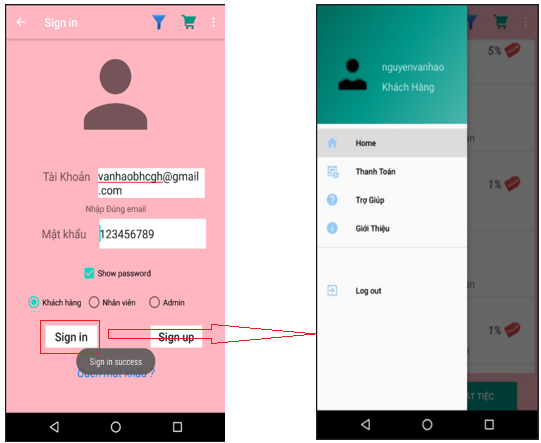 Sign in
Tài Khoản
vanhaobhcgh@gmail
.com
Nhập Đúng email
Mật khẩu
123456789
Show password
Khách hàng
Nhân viên
Admin
Sign in
Sign up
Sign in success
nguyenvanhao
Khách Hàng
Home
Thanh Toán
Trợ Giúp
Giới Thiệu
Log out
5%
1%
1%